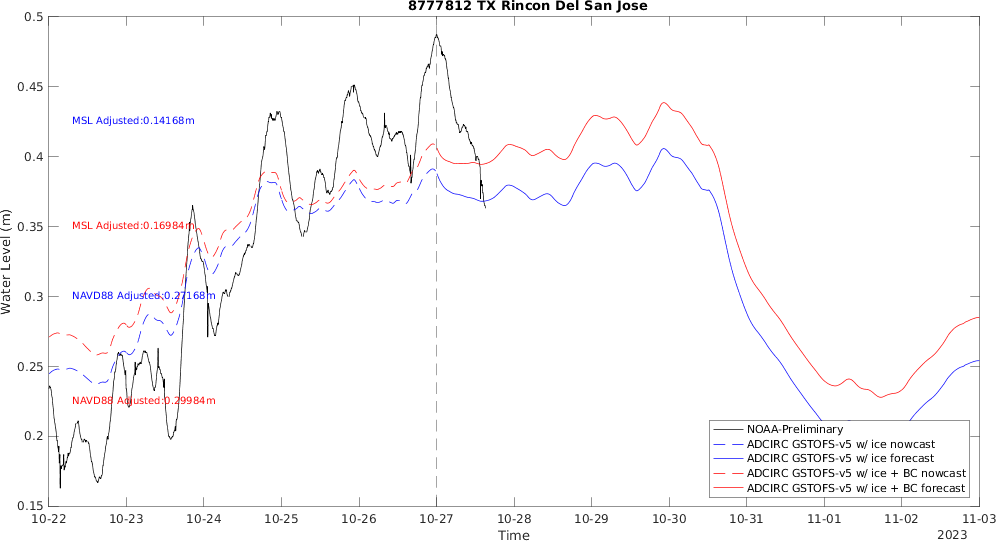 8777812 TX Rincon Del San Jose
0.5
0.45
0.4
0.35
0.3
0.25
0.2
0.15
Water Level (m)
MSL Adjusted:0.14168m
MSL Adjusted:0.16984m
NAVD88 Adjusted:0.27168m
NAVD88 Adjusted:0.29984m
NOAA-Preliminary
ADCIRC GSTOFS-v5 w/ ice nowcast
ADCIRC GSTOFS-v5 w/ ice forecast
ADCIRC GSTOFS-v5 w/ ice + BC nowcast
ADCIRC GSTOFS-v5 w/ ice + BC forecast
10-22 10-23 10-24 10-25 10-26 10-27 10-28 10-29 10-30 10-31 11-01 11-02 11-03
Time
2023